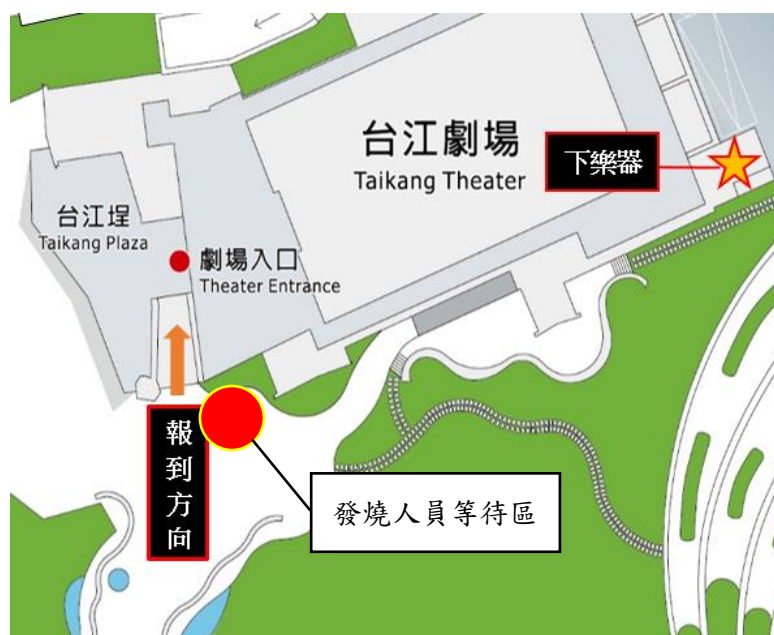 台江劇場
Taikang Theater
下樂器
台江埕
Taikang Plaza
劇場入口
Theater Entrance
報到方向
發燒人員等待區